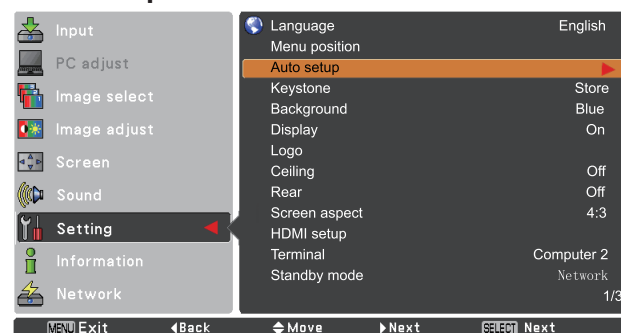 Input
PC adjust
Image select
Image adjust
Screen
Sound
Setting
Information
Network
Language English
Menu position
Auto setup
Keystone Store
Background Blue
Display On
Logo
Ceiling Off
Rear Off
Screen aspect 4:3
HDMI setup
Terminal Computer 2
Standby mode Network
1/3
MENU Exit ◀Back Move ▶Next SELECT Next